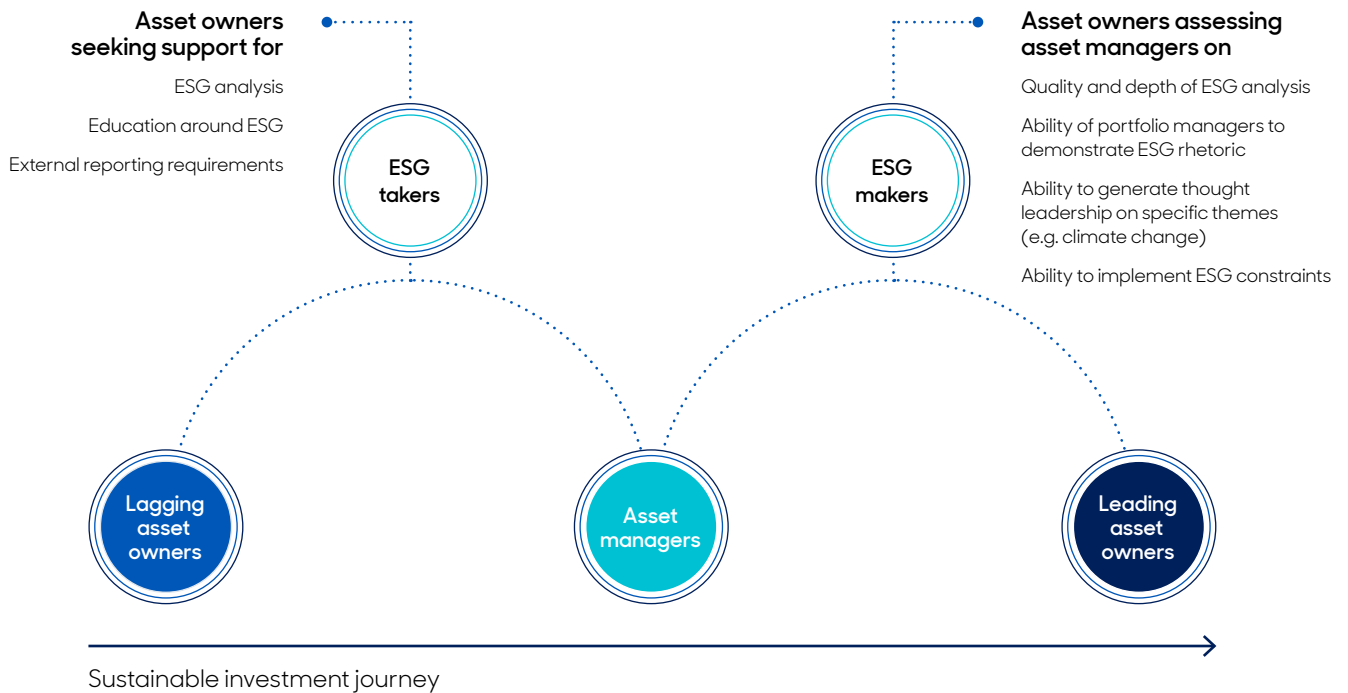 Asset owners
seeking support for
ESG analysis
Education around ESG
External reporting requirements
ESG
takers
ESG
makers
Asset owners assessing
asset managers on
Quality and depth of ESG analysis
Ability of portfolio managers to
demonstrate ESG rhetoric
Ability to generate thought
leadership on specific themes
(e.g. climate change)
Ability to implement ESG constraints
Lagging
asset
owners
Asset
managers
Leading
asset
owners
Sustainable investment journey